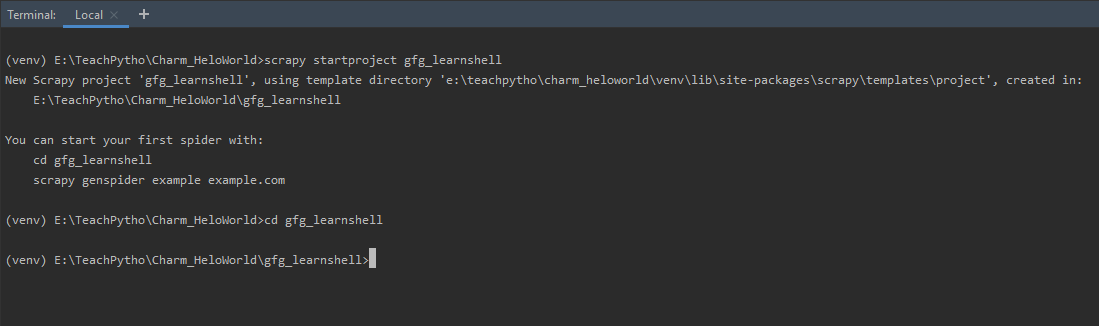 Terminal: Local × +
(venv) E:\TeachPytho\Charm_HeloWorld>scrapy startproject gfg_learnshell
New Scrapy project 'gfg_learnshell', using template directory 'e:\teachpytho\charm_heloworld\venv\lib\site-packages\scrapy\templates\project', created in:
    E:\TeachPytho\Charm_HeloWorld\gfg_learnshell
You can start your first spider with:
    cd gfg_learnshell
    scrapy genspider example example.com
(venv) E:\TeachPytho\Charm_HeloWorld>cd gfg_learnshell
(venv) E:\TeachPytho\Charm_HeloWorld\gfg_learnshell>